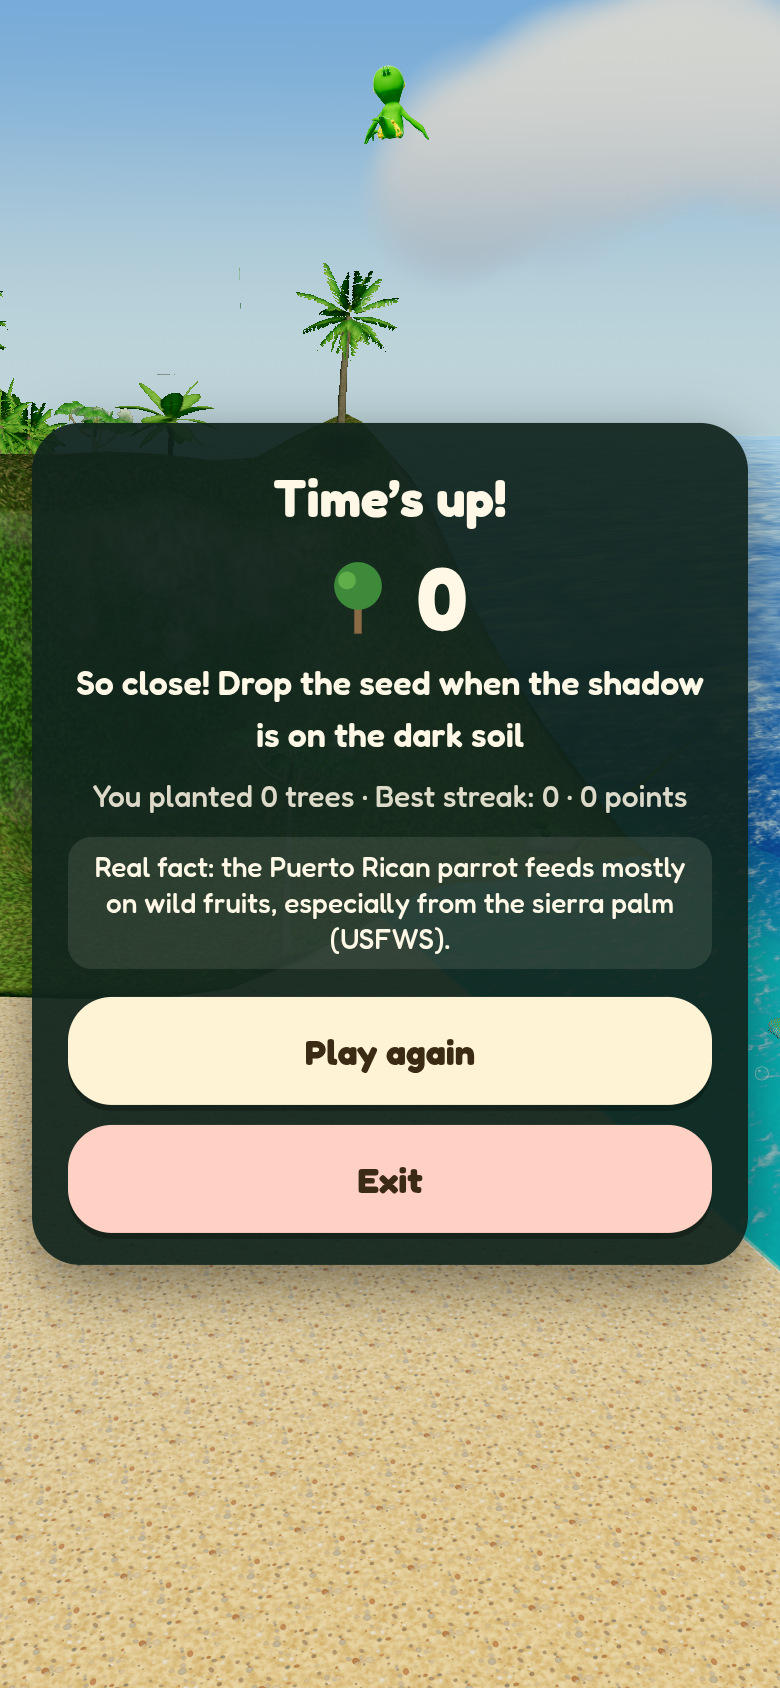 Time’s up!
0
So close! Drop the seed when the shadow
is on the dark soil
You planted 0 trees · Best streak: 0 · 0 points
Real fact: the Puerto Rican parrot feeds mostly
on wild fruits, especially from the sierra palm
(USFWS).
Play again
Exit